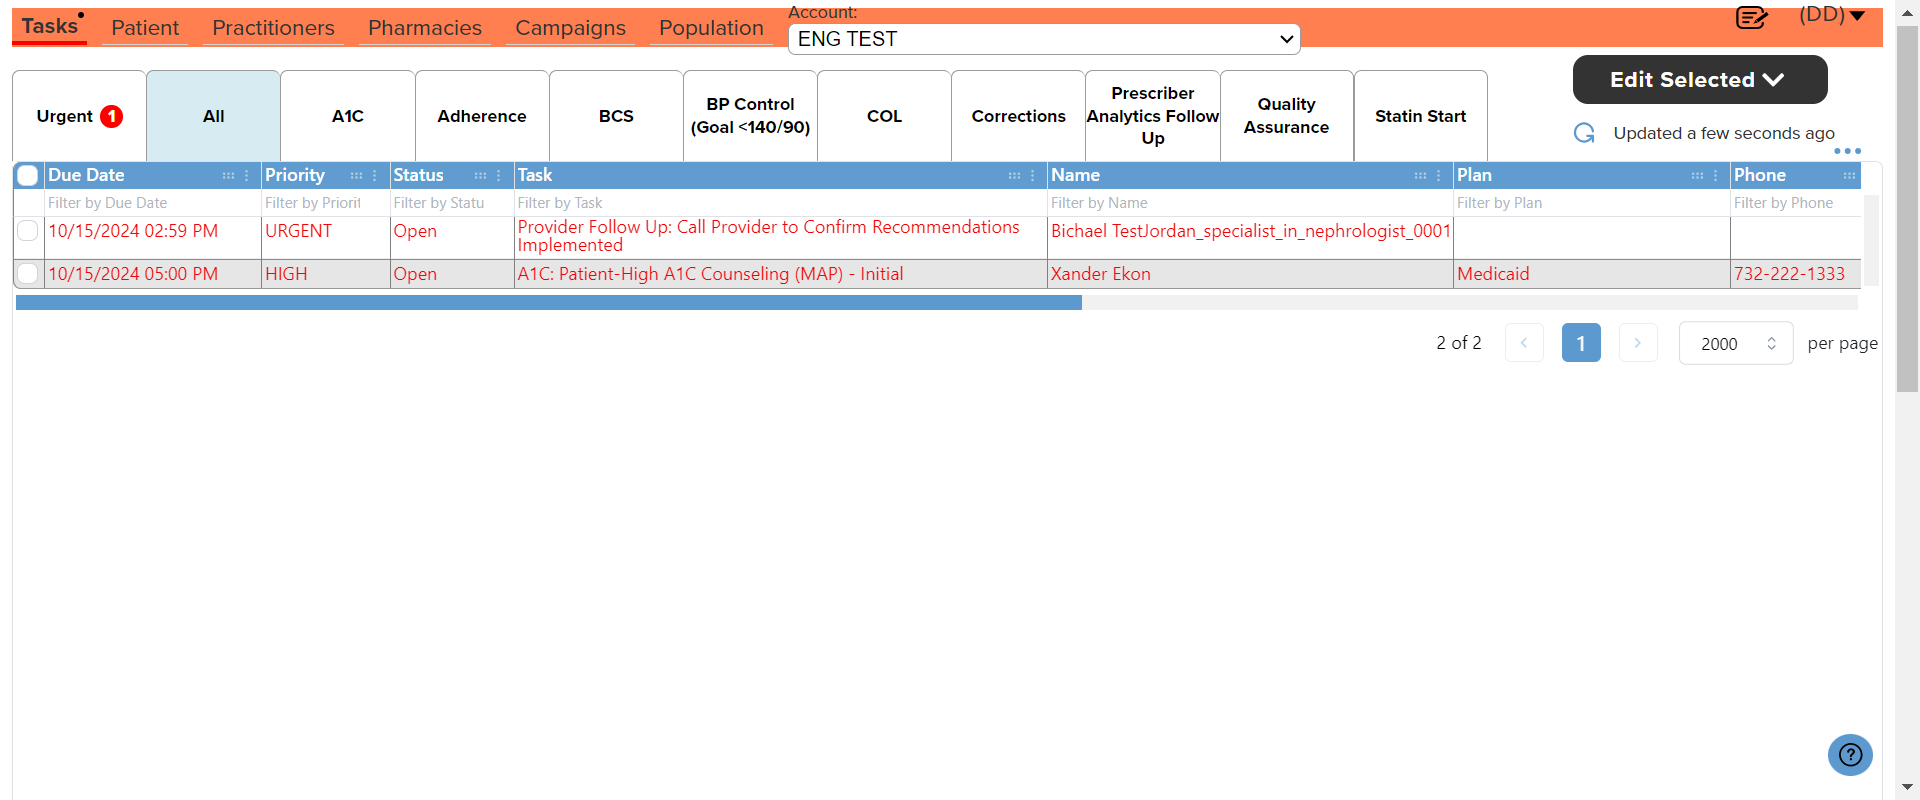 Tasks Patient Practitioners Pharmacies Campaigns Population Account: (DD)
ENG TEST
Edit Selected
Urgent 1 All A1C Adherence BCS BP Control (Goal <140/90) COL Corrections Prescriber Analytics Follow Up Quality Assurance Statin Start
Updated a few seconds ago
Due Date Priority Status Task Name Plan Phone
Filter by Due Date Filter by Priorit Filter by Statu Filter by Task Filter by Name Filter by Plan Filter by Phone
10/15/2024 02:59 PM URGENT Open Provider Follow Up: Call Provider to Confirm Recommendations Implemented Bichael TestJordan_specialist_in_nephrologist_0001
10/15/2024 05:00 PM HIGH Open A1C: Patient-High A1C Counseling (MAP) - Initial Xander Ekon Medicaid 732-222-1333
2 of 2 1 2000 per page
?